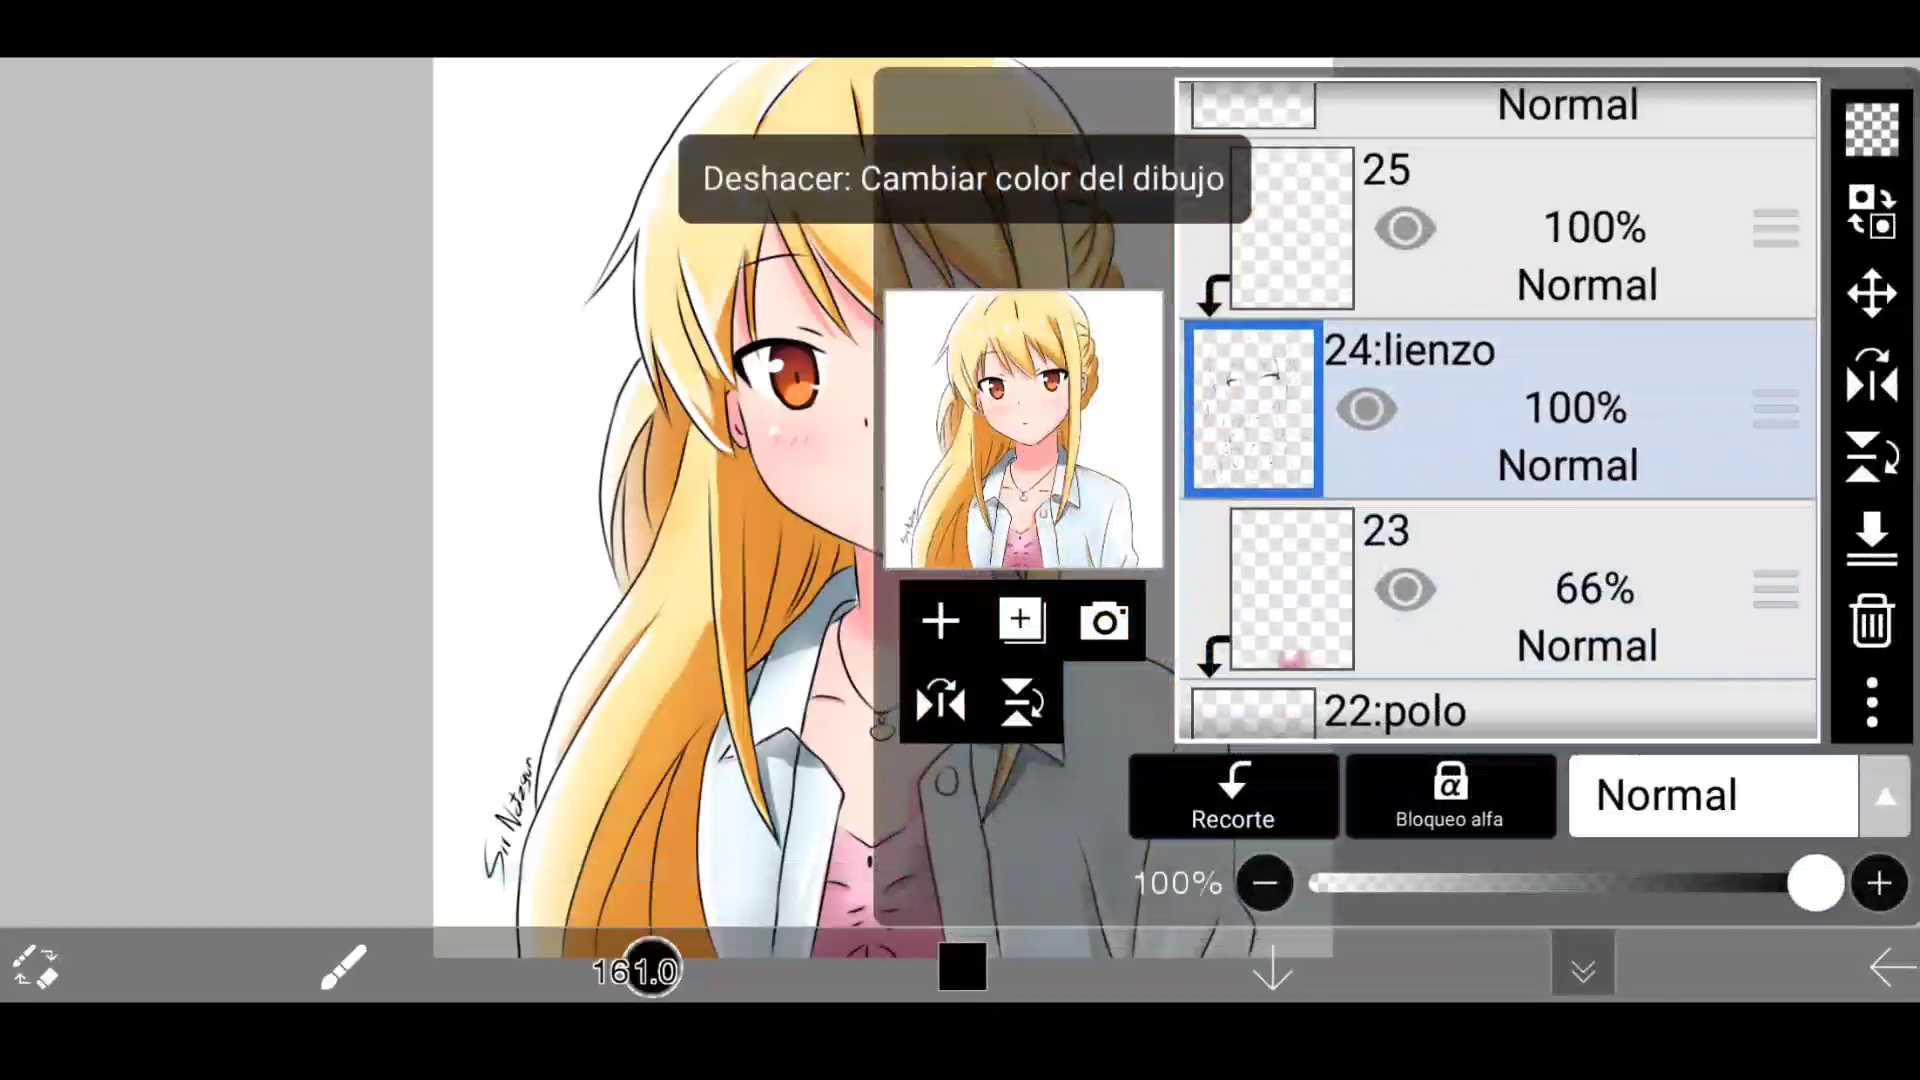 Normal
Deshacer: Cambiar color del dibujo
25
100%
Normal
24:lienzo
100%
Normal
23
66%
Normal
22:polo
Recorte
α
Bloqueo alfa
Normal
100%
161.0